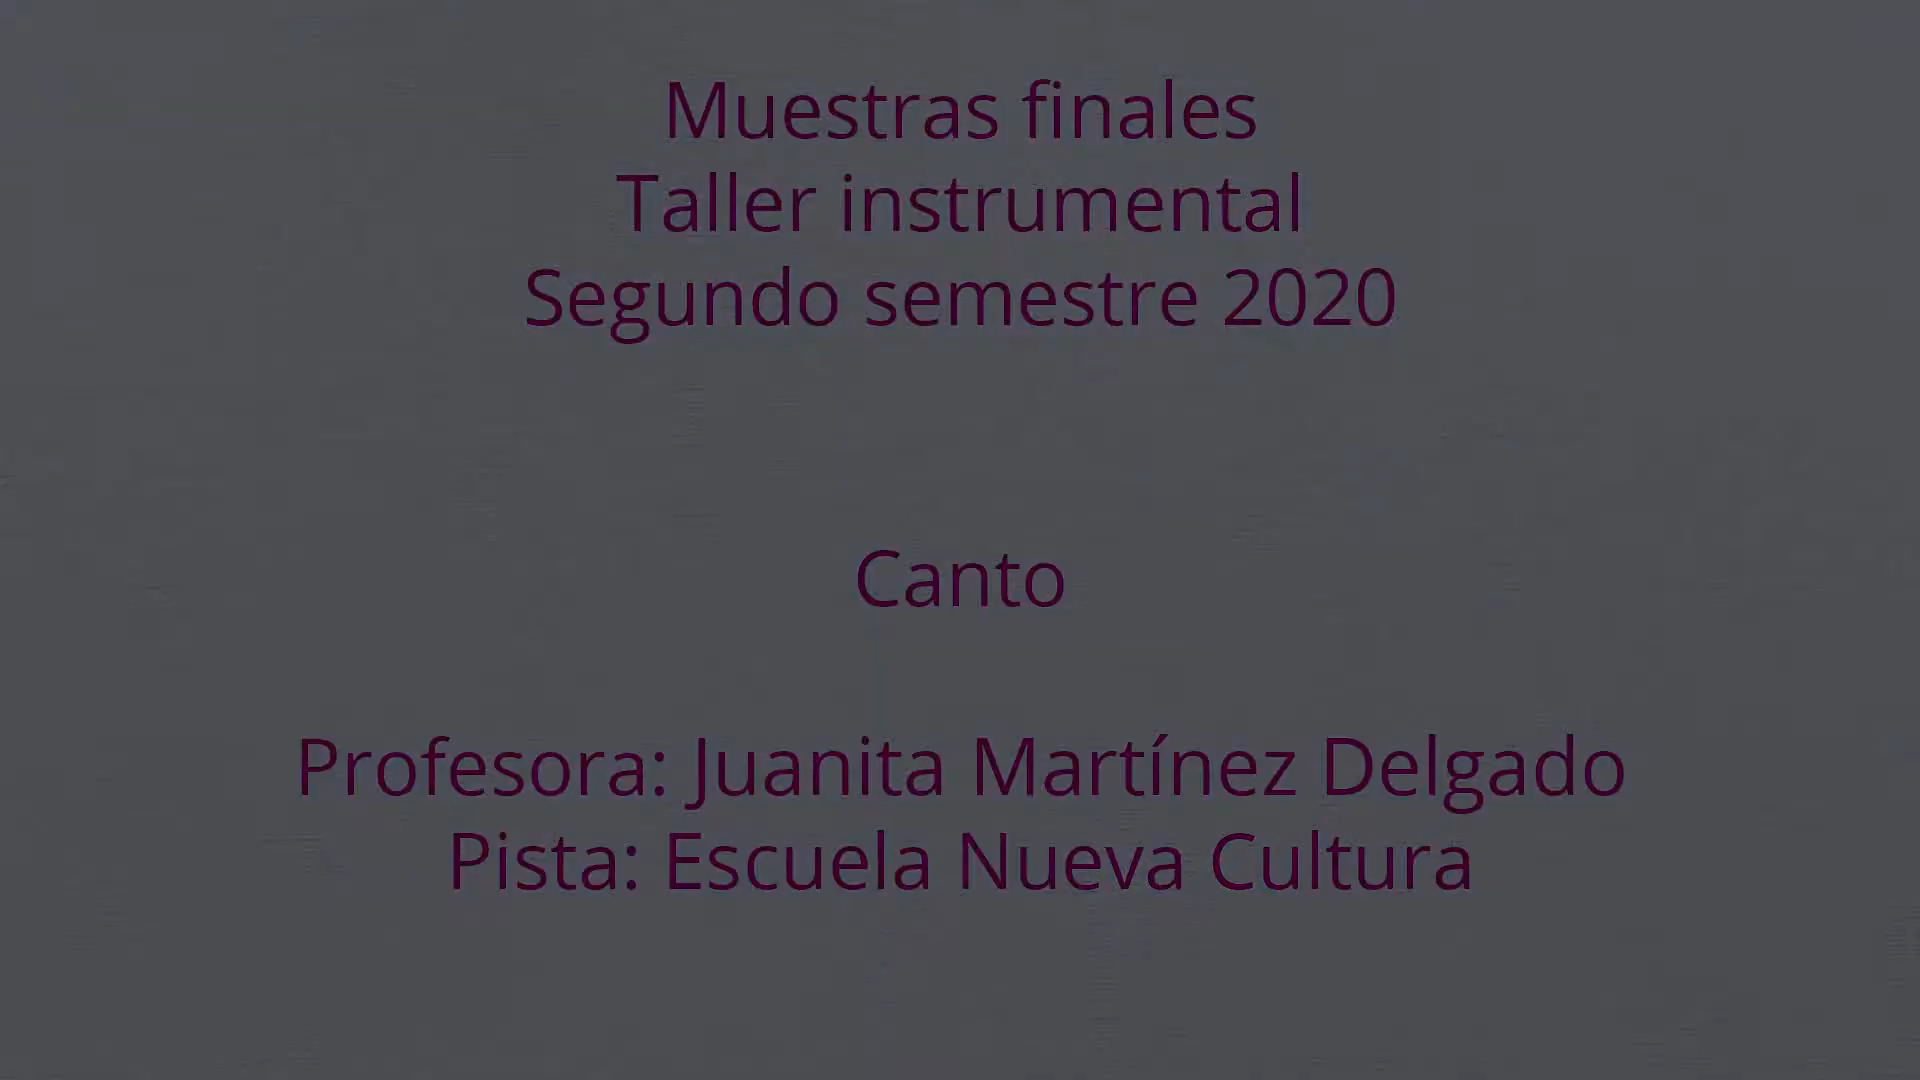 Muestras finales
Taller instrumental
Segundo semestre 2020
Canto
Profesora: Juanita Martínez Delgado
Pista: Escuela Nueva Cultura